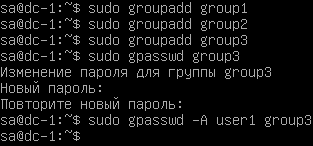 sa@dc-1:~$ sudo groupadd group1
sa@dc-1:~$ sudo groupadd group2
sa@dc-1:~$ sudo groupadd group3
sa@dc-1:~$ sudo gpasswd group3
Изменение пароля для группы group3
Новый пароль:
Повторите новый пароль:
sa@dc-1:~$ sudo gpasswd -A user1 group3
sa@dc-1:~$